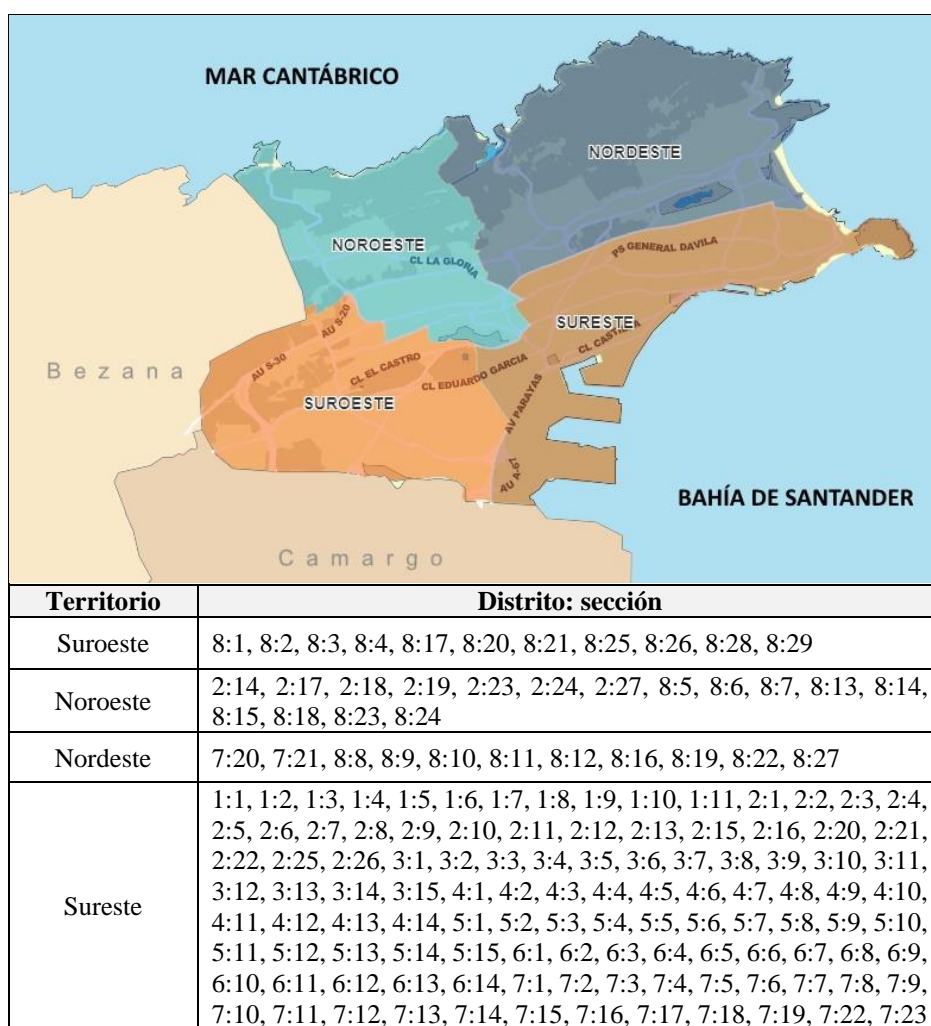 MAR CANTÁBRICO
NORDESTE
NOROESTE
CL LA GLORIA
PS GENERAL DAVILA
SURESTE
CL CASTILLA
AU S-20
AU S-30
CL EL CASTRO
CL EDUARDO GARCIA
Bezana
SUROESTE
AV PARAYAS
AU A-67
BAHÍA DE SANTANDER
Camargo
Territorio Distrito: sección
Suroeste 8:1, 8:2, 8:3, 8:4, 8:17, 8:20, 8:21, 8:25, 8:26, 8:28, 8:29
Noroeste 2:14, 2:17, 2:18, 2:19, 2:23, 2:24, 2:27, 8:5, 8:6, 8:7, 8:13, 8:14,
8:15, 8:18, 8:23, 8:24
Nordeste 7:20, 7:21, 8:8, 8:9, 8:10, 8:11, 8:12, 8:16, 8:19, 8:22, 8:27
Sureste 1:1, 1:2, 1:3, 1:4, 1:5, 1:6, 1:7, 1:8, 1:9, 1:10, 1:11, 2:1, 2:2, 2:3, 2:4,
2:5, 2:6, 2:7, 2:8, 2:9, 2:10, 2:11, 2:12, 2:13, 2:15, 2:16, 2:20, 2:21,
2:22, 2:25, 2:26, 3:1, 3:2, 3:3, 3:4, 3:5, 3:6, 3:7, 3:8, 3:9, 3:10, 3:11,
3:12, 3:13, 3:14, 3:15, 4:1, 4:2, 4:3, 4:4, 4:5, 4:6, 4:7, 4:8, 4:9, 4:10,
4:11, 4:12, 4:13, 4:14, 5:1, 5:2, 5:3, 5:4, 5:5, 5:6, 5:7, 5:8, 5:9, 5:10,
5:11, 5:12, 5:13, 5:14, 5:15, 6:1, 6:2, 6:3, 6:4, 6:5, 6:6, 6:7, 6:8, 6:9,
6:10, 6:11, 6:12, 6:13, 6:14, 7:1, 7:2, 7:3, 7:4, 7:5, 7:6, 7:7, 7:8, 7:9,
7:10, 7:11, 7:12, 7:13, 7:14, 7:15, 7:16, 7:17, 7:18, 7:19, 7:22, 7:23